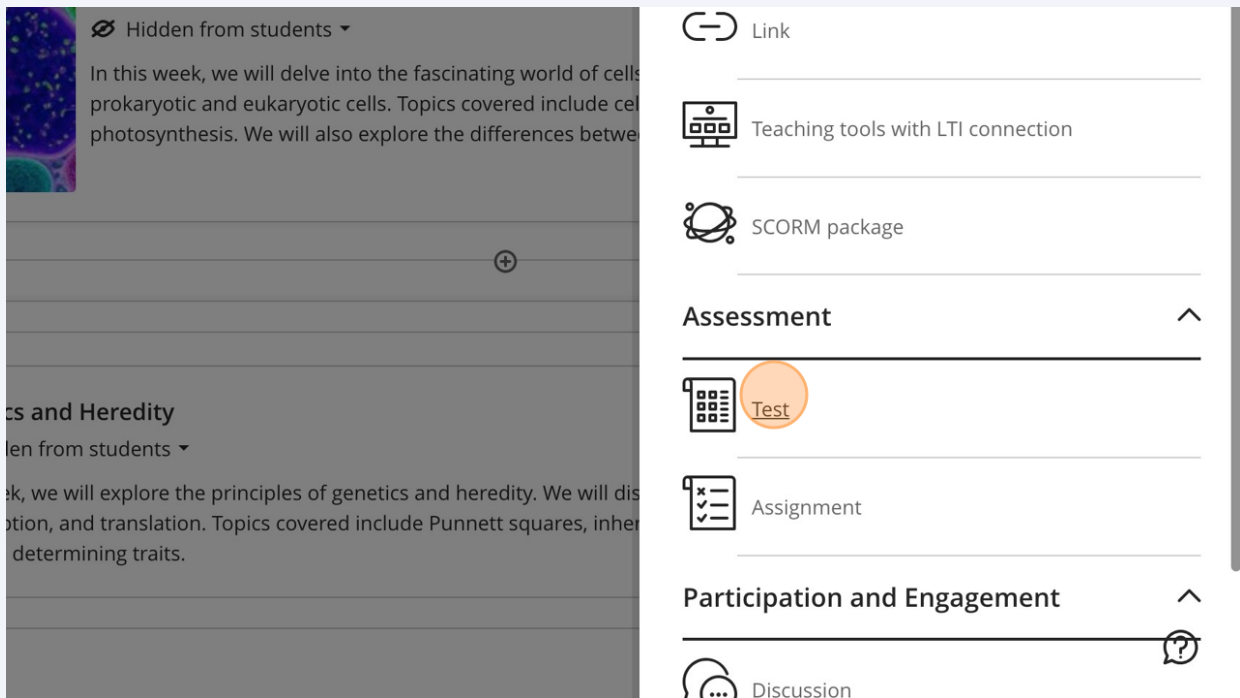 Hidden from students
In this week, we will delve into the fascinating world of cells
prokaryotic and eukaryotic cells. Topics covered include cel
photosynthesis. We will also explore the differences betwe
cs and Heredity
len from students
ek, we will explore the principles of genetics and heredity. We will dis
otion, and translation. Topics covered include Punnett squares, inher
determining traits.
Link
Teaching tools with LTI connection
SCORM package
Assessment
Test
Assignment
Participation and Engagement
Discussion